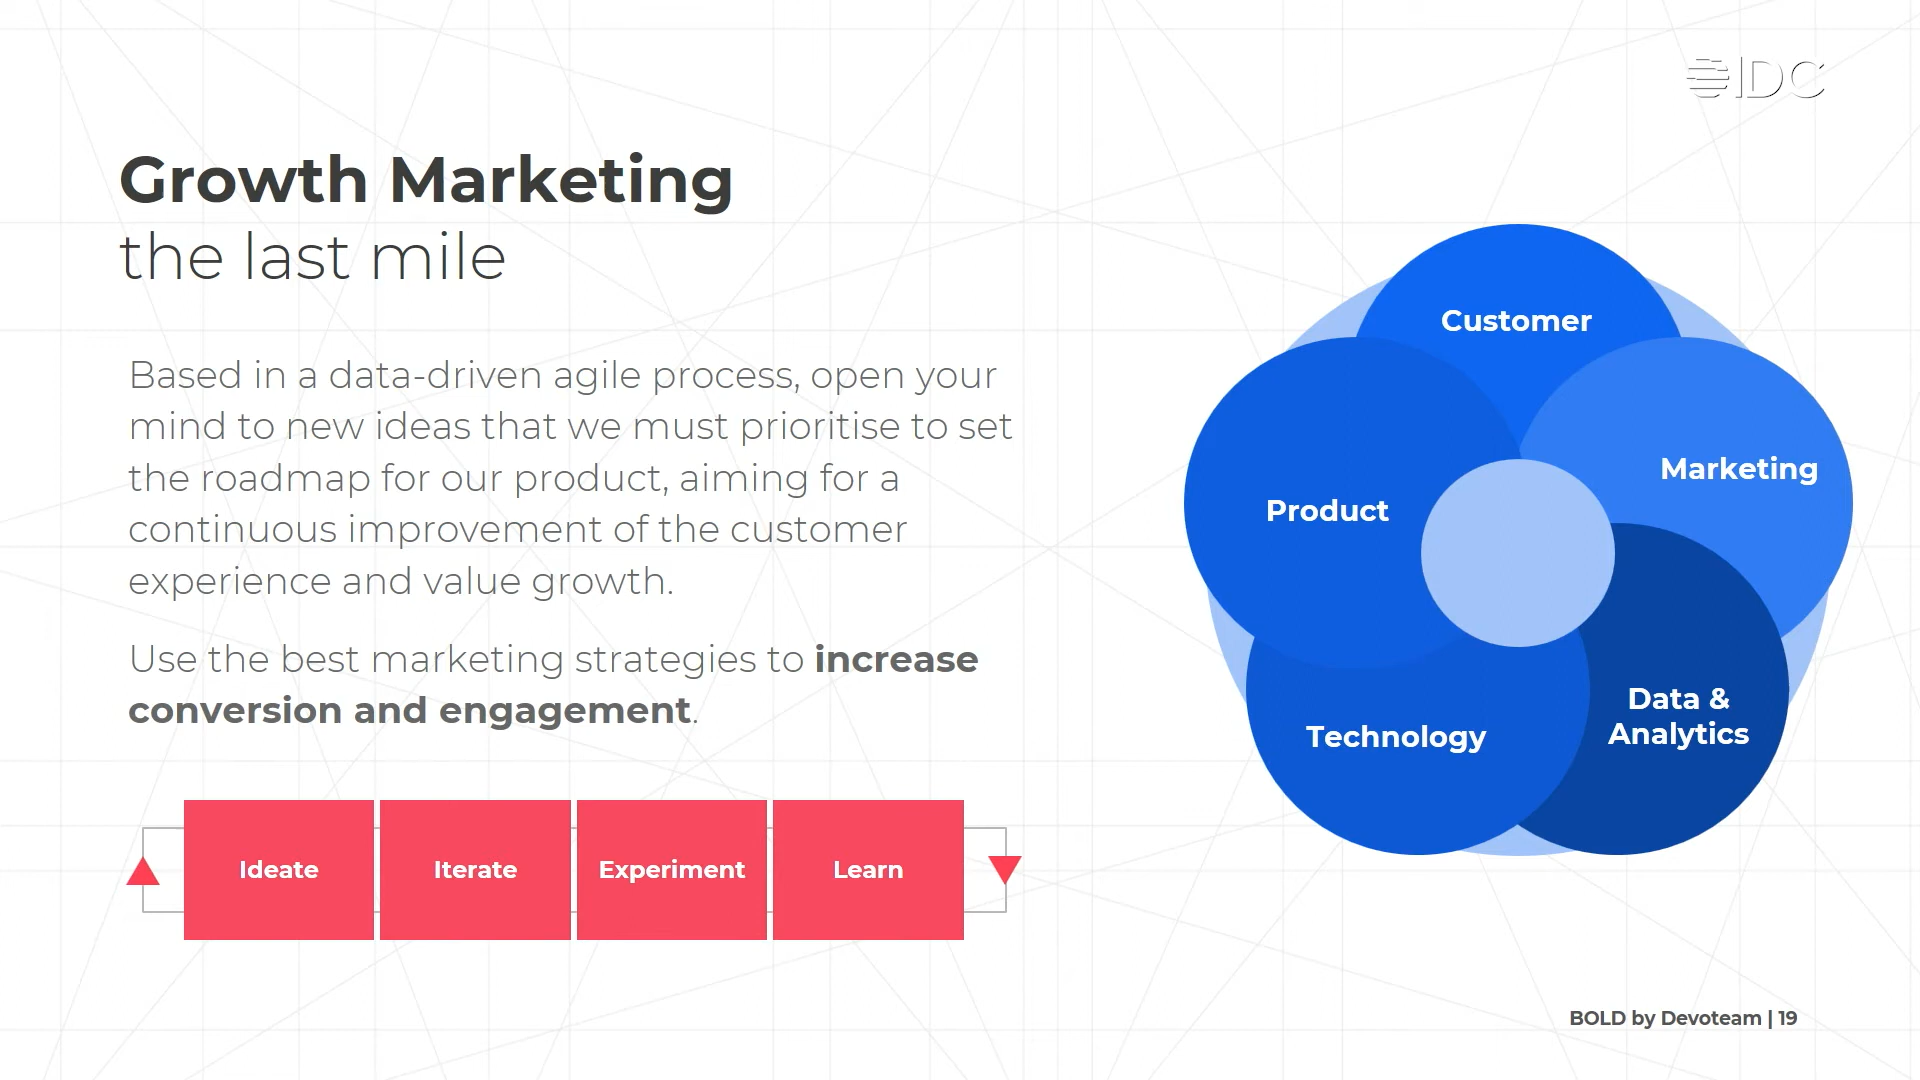 IDC
Growth Marketing
the last mile
Based in a data-driven agile process, open your
mind to new ideas that we must prioritise to set
the roadmap for our product, aiming for a
continuous improvement of the customer
experience and value growth.
Use the best marketing strategies to increase
conversion and engagement.
Ideate
Iterate
Experiment
Learn
Customer
Marketing
Product
Data &
Analytics
Technology
BOLD by Devoteam | 19